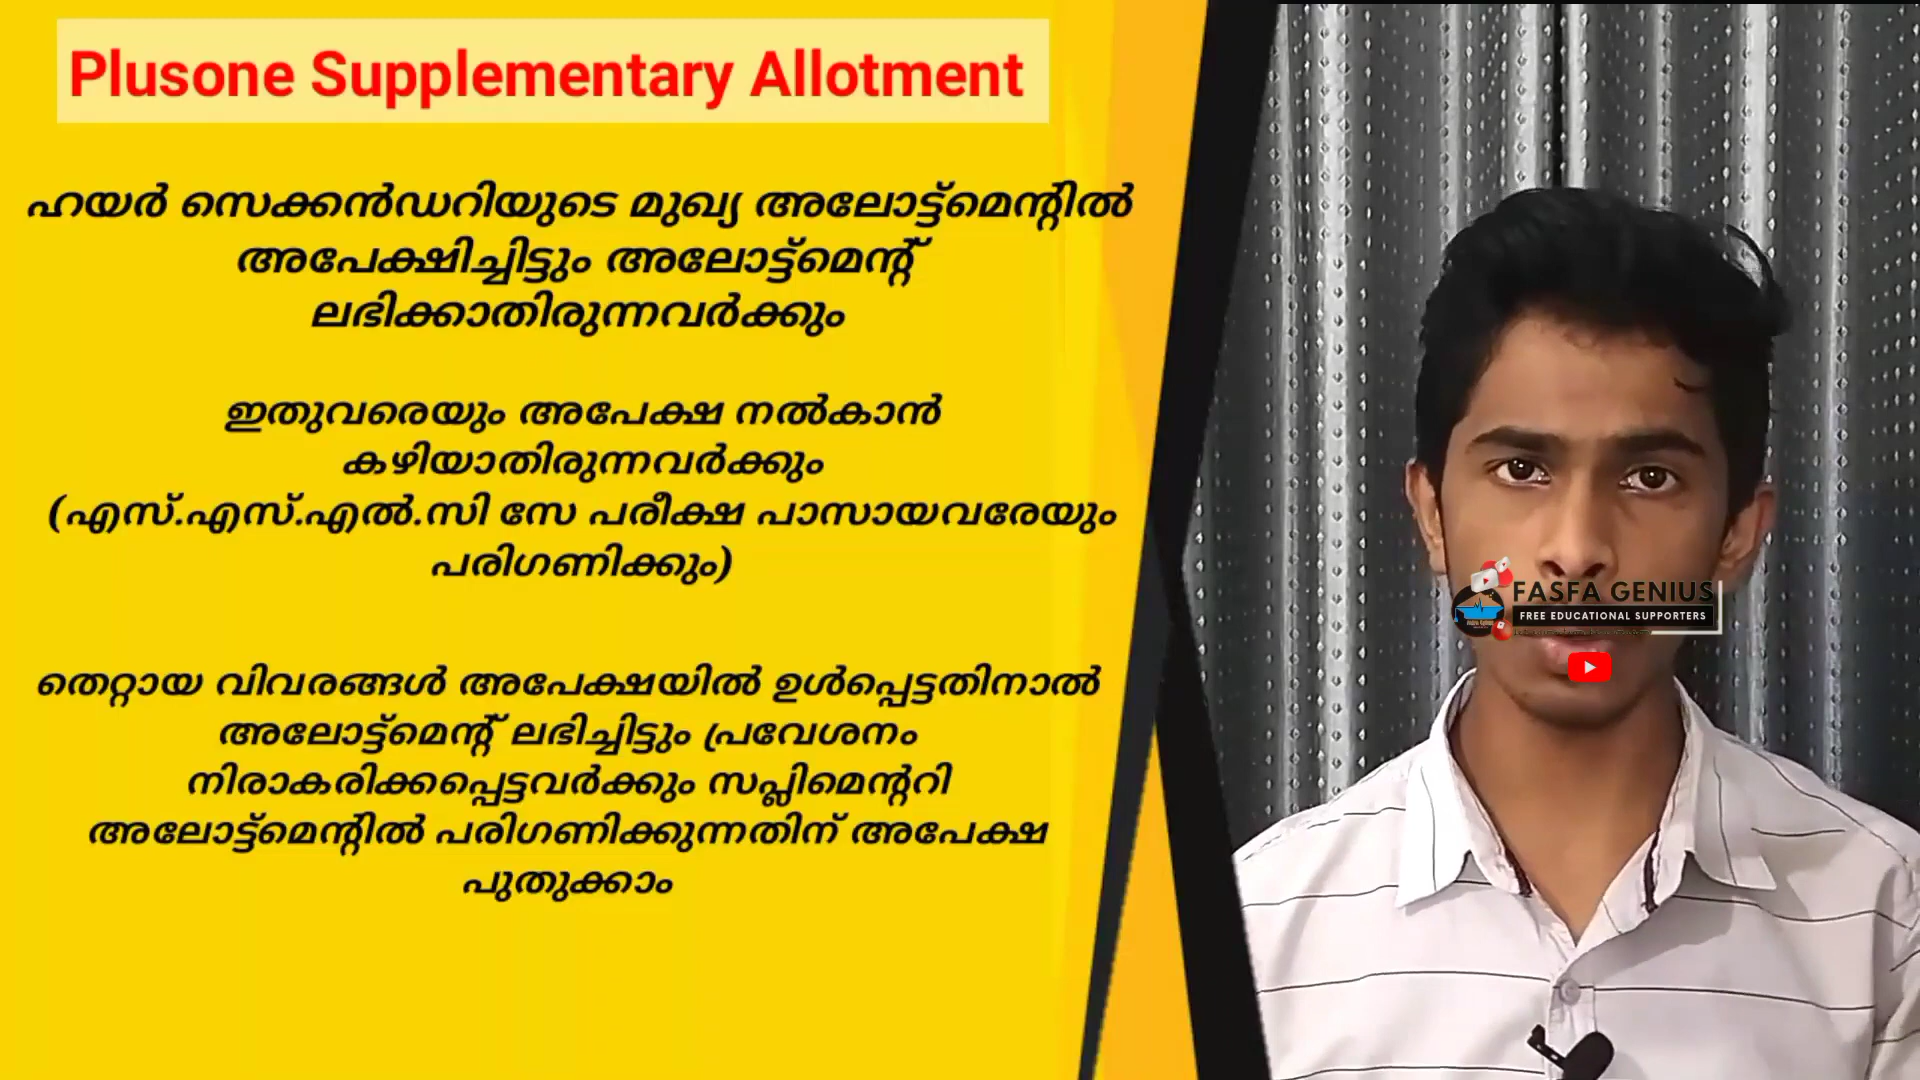 Plusone Supplementary Allotment
ഹയർ സെക്കൻഡറിയുടെ മുഖ്യ അലോട്ട്മെന്റിൽ
അപേക്ഷിച്ചിട്ടും അലോട്ട്മെന്റ്
ലഭിക്കാതിരുന്നവർക്കും
ഇതുവരെയും അപേക്ഷ നൽകാൻ
കഴിയാതിരുന്നവർക്കും
(എസ്.എസ്.എൽ.സി സേ പരീക്ഷ പാസായവരേയും
പരിഗണിക്കും)
തെറ്റായ വിവരങ്ങൾ അപേക്ഷയിൽ ഉൾപ്പെട്ടതിനാൽ
അലോട്ട്മെന്റ് ലഭിച്ചിട്ടും പ്രവേശനം
നിരാകരിക്കപ്പെട്ടവർക്കും സപ്ലിമെന്ററി
അലോട്ട്മെന്റിൽ പരിഗണിക്കുന്നതിന് അപേക്ഷ
പുതുക്കാം
FASFA GENIUS
FREE EDUCATIONAL SUPPORTERS